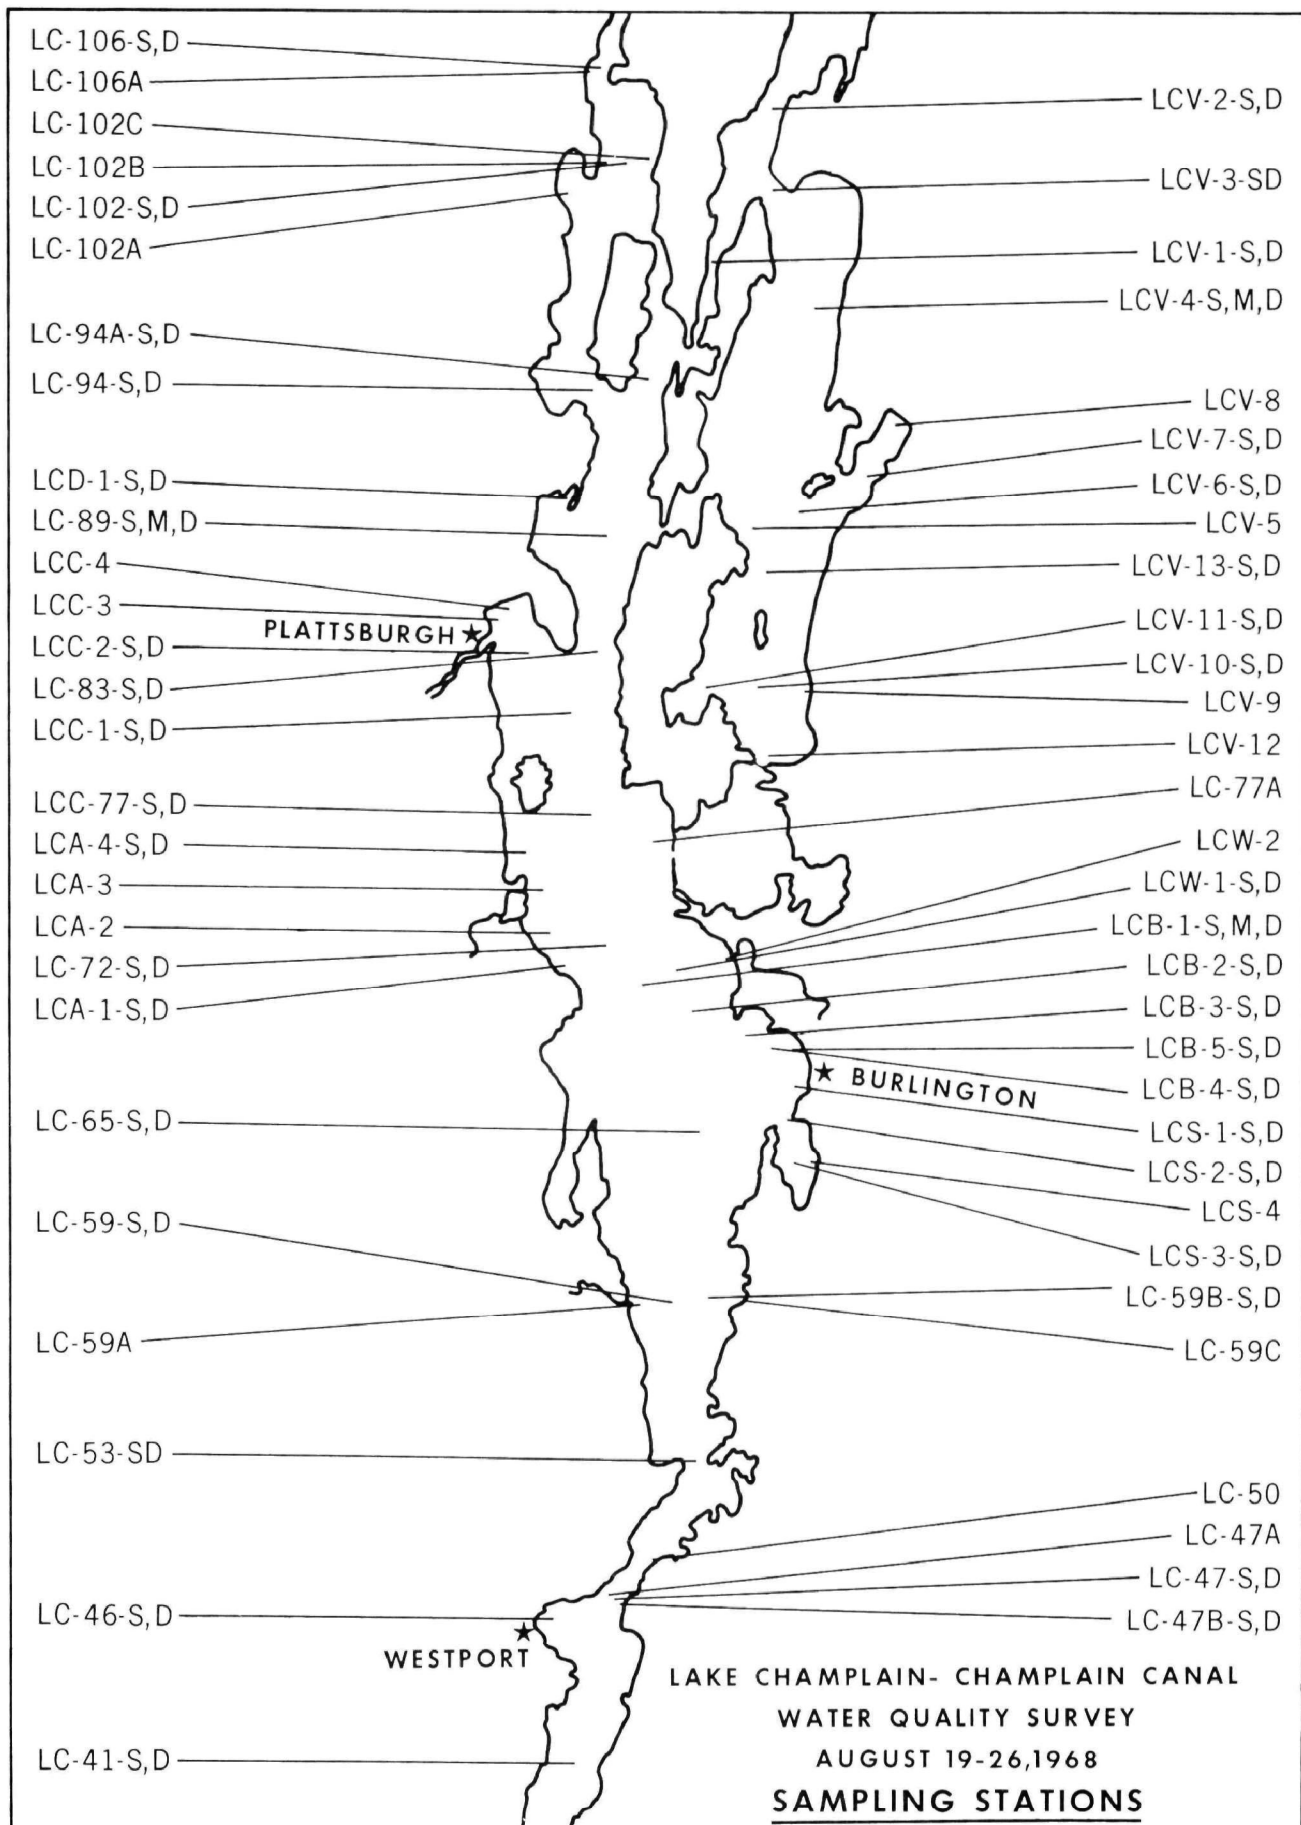 LC-106-S,D
LC-106A
LC-102C
LC-102B
LC-102-S,D
LC-102A
LC-94A-S,D
LC-94-S,D
LCD-1-S,D
LC-89-S,M,D
LCC-4
LCC-3
PLATTSBURGH
LCC-2-S,D
LC-83-S,D
LCC-1-S,D
LCC-77-S,D
LCA-4-S,D
LCA-3
LCA-2
LC-72-S,D
LCA-1-S,D
LC-65-S,D
LC-59-S,D
LC-59A
LC-53-SD
LC-46-S,D
WESTPORT
LC-41-S,D
LCV-2-S,D
LCV-3-SD
LCV-1-S,D
LCV-4-S,M,D
LCV-8
LCV-7-S,D
LCV-6-S,D
LCV-5
LCV-13-S,D
LCV-11-S,D
LCV-10-S,D
LCV-9
LCV-12
LC-77A
LCW-2
LCW-1-S,D
LCB-1-S,M,D
LCB-2-S,D
LCB-3-S,D
LCB-5-S,D
BURLINGTON
LCB-4-S,D
LCS-1-S,D
LCS-2-S,D
LCS-4
LCS-3-S,D
LC-59B-S,D
LC-59C
LC-50
LC-47A
LC-47-S,D
LC-47B-S,D
LAKE CHAMPLAIN- CHAMPLAIN CANAL
WATER QUALITY SURVEY
AUGUST 19-26,1968
SAMPLING STATIONS